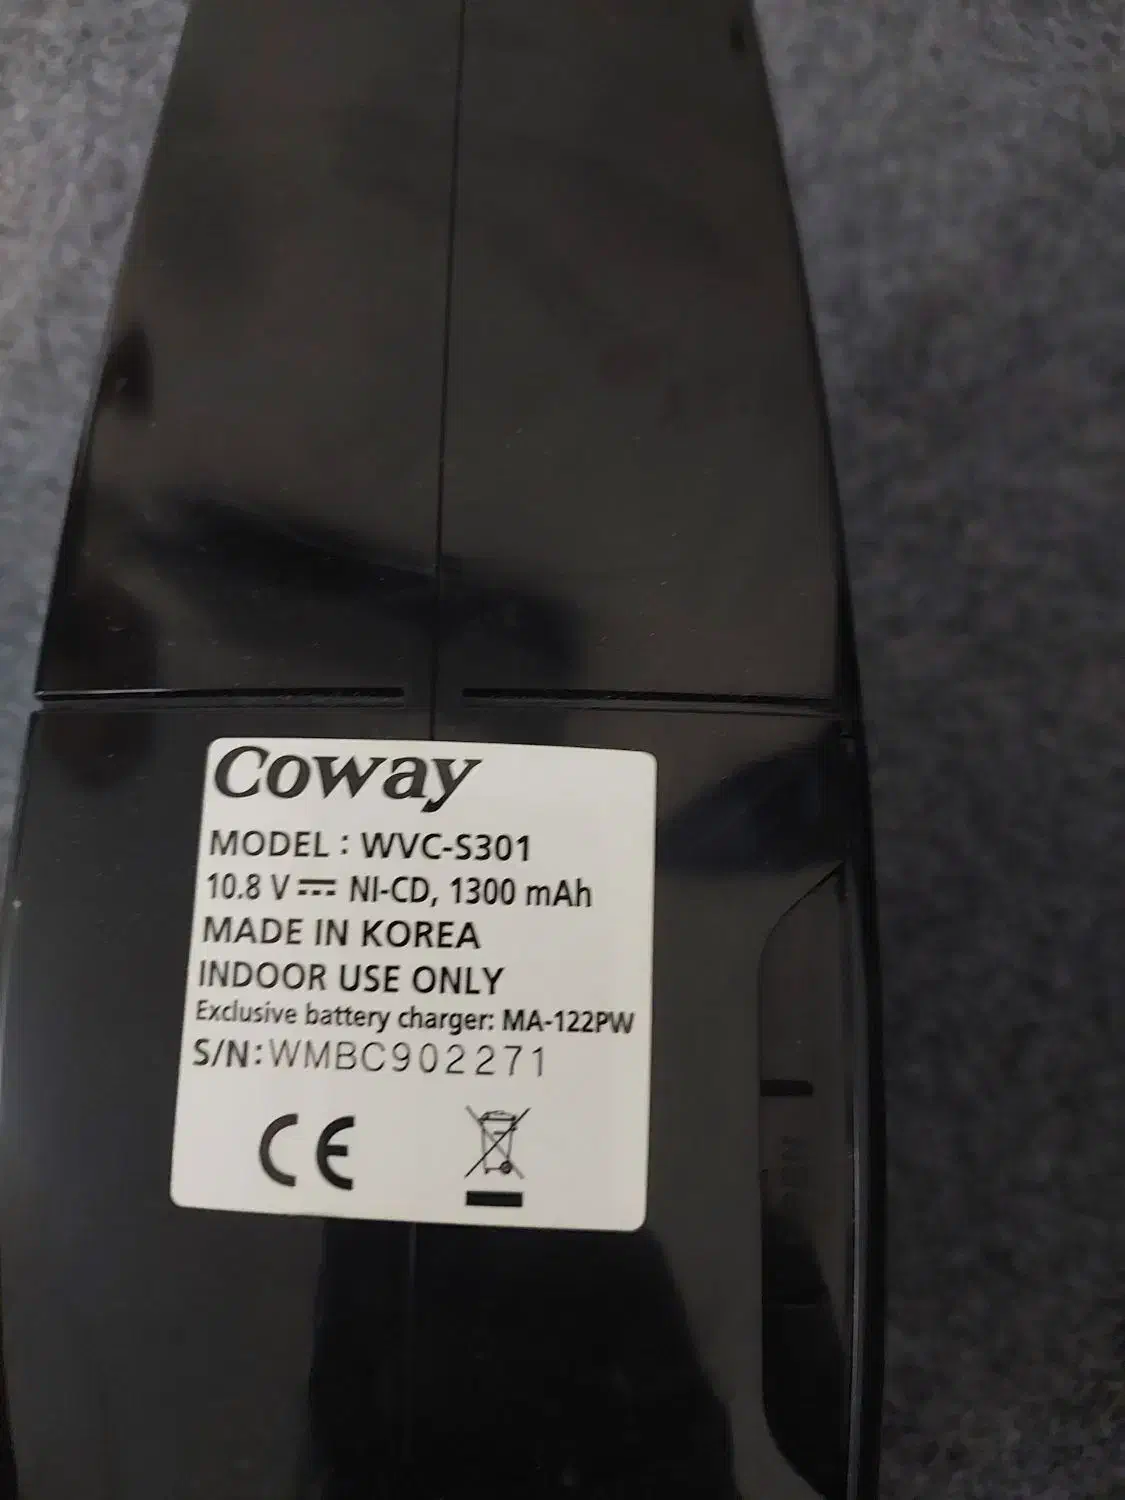 Coway
MODEL : WVC-S301
10.8 V ⎓ NI-CD, 1300 mAh
MADE IN KOREA
INDOOR USE ONLY
Exclusive battery charger: MA-122PW
S/N:WMBC902271
CE